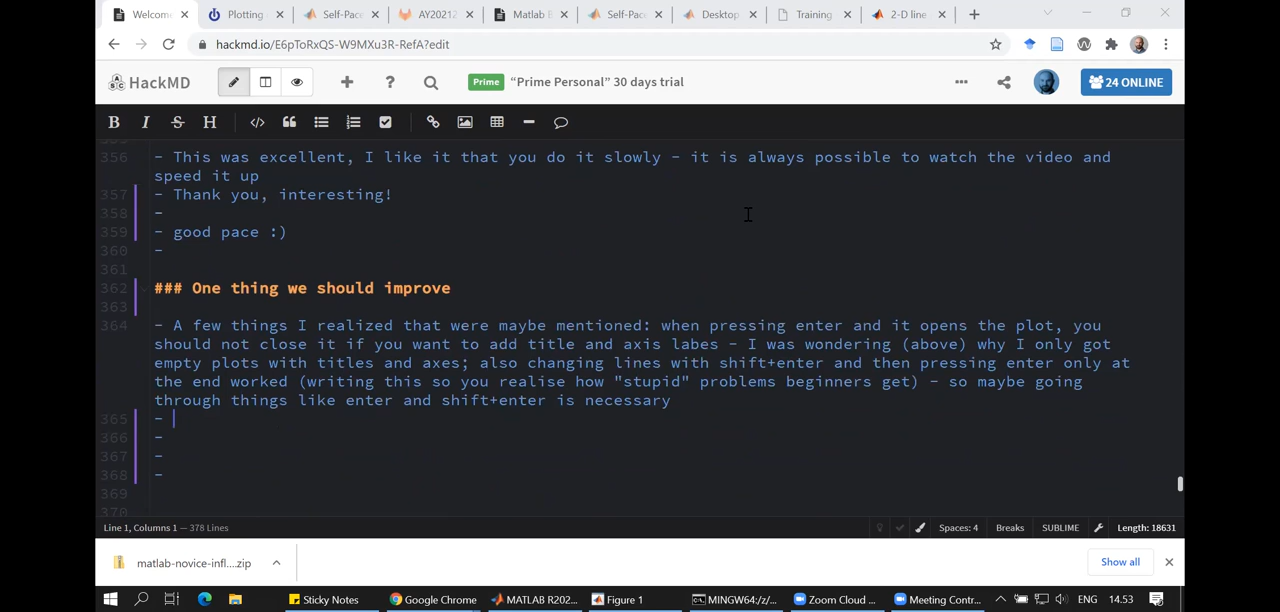 Welcome Plotting Self-Pace AY2021 Matlab B Self-Pace Desktop Training 2-D line
hackmd.io/E6pToRxQS-W9MXu3R-RefA?edit
HackMD Prime “Prime Personal” 30 days trial 24 ONLINE
B I S H
356 - This was excellent, I like it that you do it slowly - it is always possible to watch the video and
speed it up
357 - Thank you, interesting!
358 -
359 - good pace :)
360 -
361
362 ### One thing we should improve
363
364 - A few things I realized that were maybe mentioned: when pressing enter and it opens the plot, you
should not close it if you want to add title and axis labes - I was wondering (above) why I only got
empty plots with titles and axes; also changing lines with shift+enter and then pressing enter only at
the end worked (writing this so you realise how "stupid" problems beginners get) - so maybe going
through things like enter and shift+enter is necessary
365 -
366 -
367 -
368 -
369
370
Line 1, Columns 1 — 378 Lines Spaces: 4 Breaks SUBLIME Length: 18631
matlab-novice-infl....zip Show all
Sticky Notes Google Chrome MATLAB R202... Figure 1 MINGW64:/z/... Zoom Cloud ... Meeting Contr... ENG 14.53